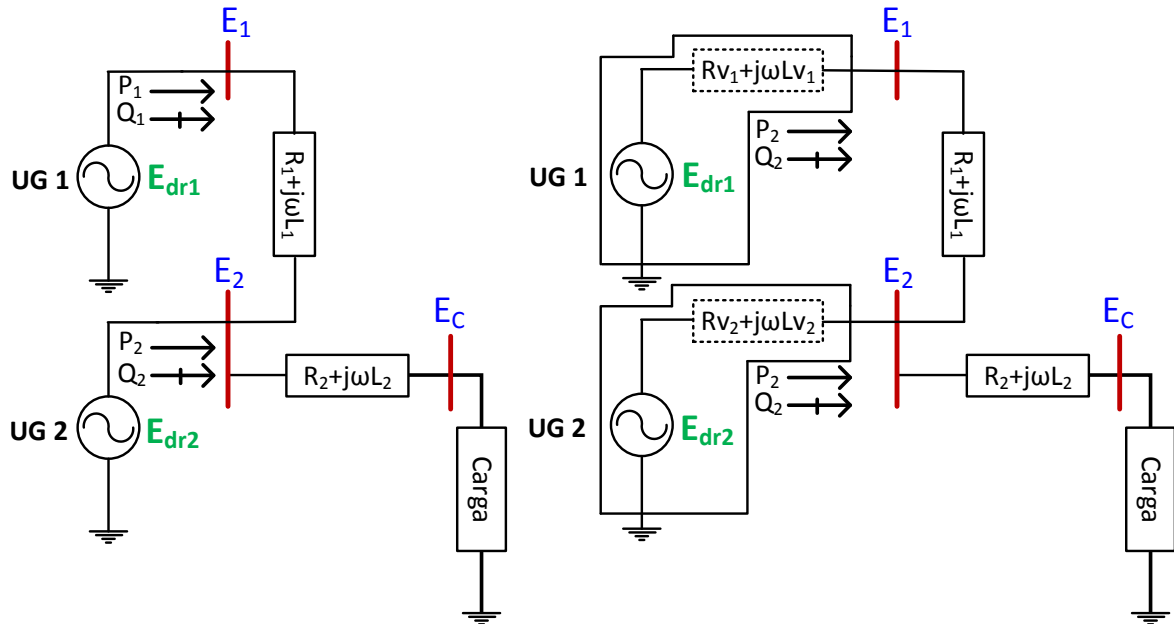 E1
P1
Q1
UG 1
Edr1
R1+jωL1
E2
P2
Q2
UG 2
Edr2
R2+jωL2
EC
Carga
E1
Rv1+jωLv1
P2
Q2
UG 1
Edr1
R1+jωL1
E2
Rv2+jωLv2
P2
Q2
UG 2
Edr2
R2+jωL2
EC
Carga